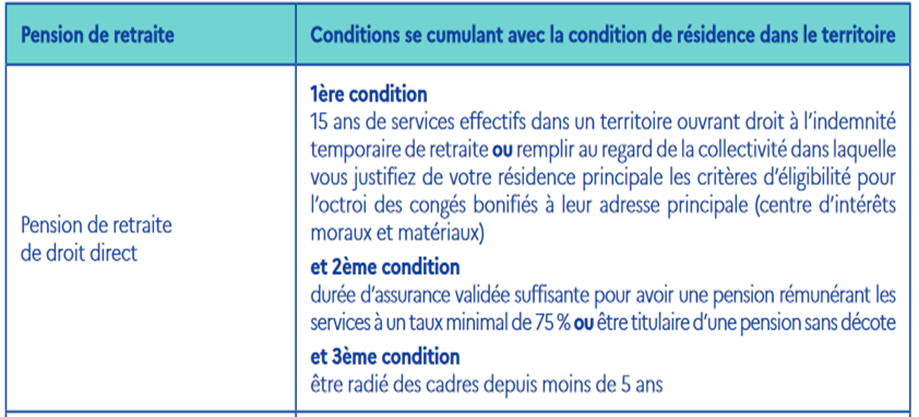 Pension de retraite
Conditions se cumulant avec la condition de résidence dans le territoire
Pension de retraite
de droit direct
1ère condition
15 ans de services effectifs dans un territoire ouvrant droit à l’indemnité
temporaire de retraite ou remplir au regard de la collectivité dans laquelle
vous justifiez de votre résidence principale les critères d’éligibilité pour
l’octroi des congés bonifiés à leur adresse principale (centre d’intérêts
moraux et matériaux)
et 2ème condition
durée d’assurance validée suffisante pour avoir une pension rémunérant les
services à un taux minimal de 75 % ou être titulaire d’une pension sans décote
et 3ème condition
être radié des cadres depuis moins de 5 ans